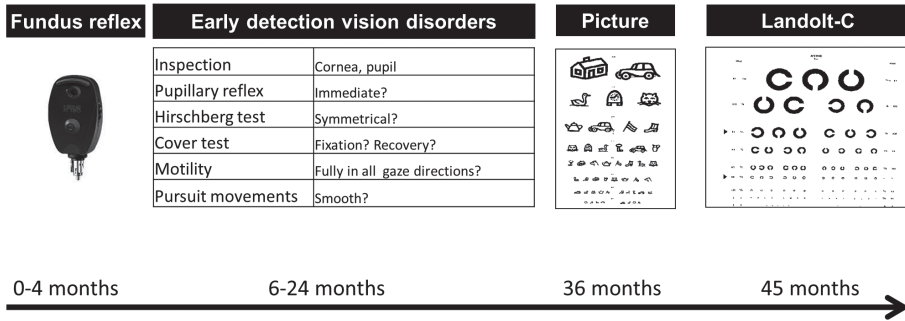 Fundus reflex
Early detection vision disorders
Picture
Landolt-C
Inspection
Cornea, pupil
Pupillary reflex
Immediate?
Hirschberg test
Symmetrical?
Cover test
Fixation? Recovery?
Motility
Fully in all gaze directions?
Pursuit movements
Smooth?
0-4 months
6-24 months
36 months
45 months